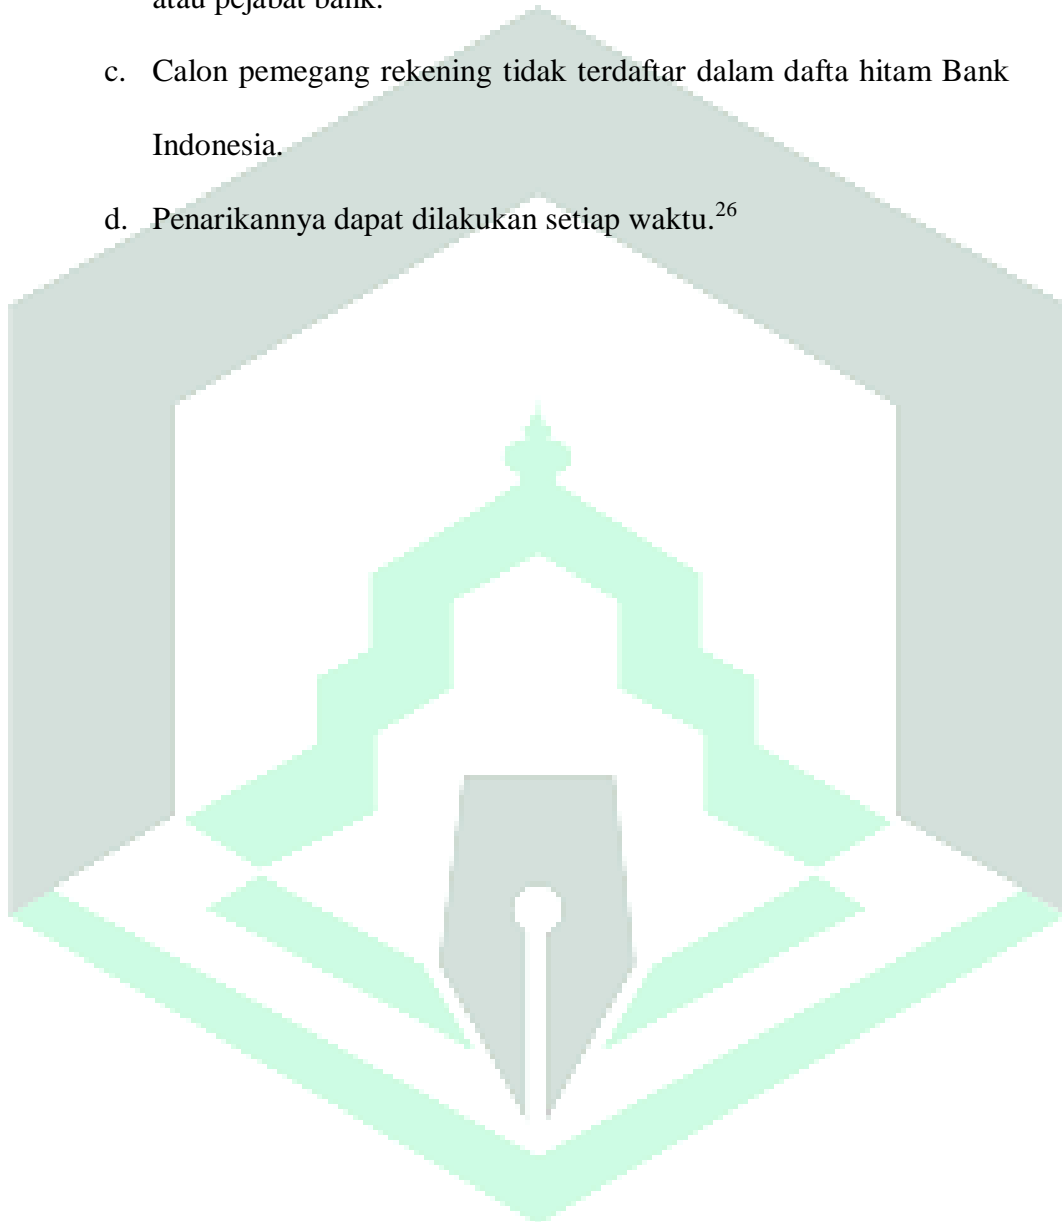 atau pejabat bank.
c. Calon pemegang rekening tidak terdaftar dalam dafta hitam Bank
Indonesia.
d. Penarikannya dapat dilakukan setiap waktu.26